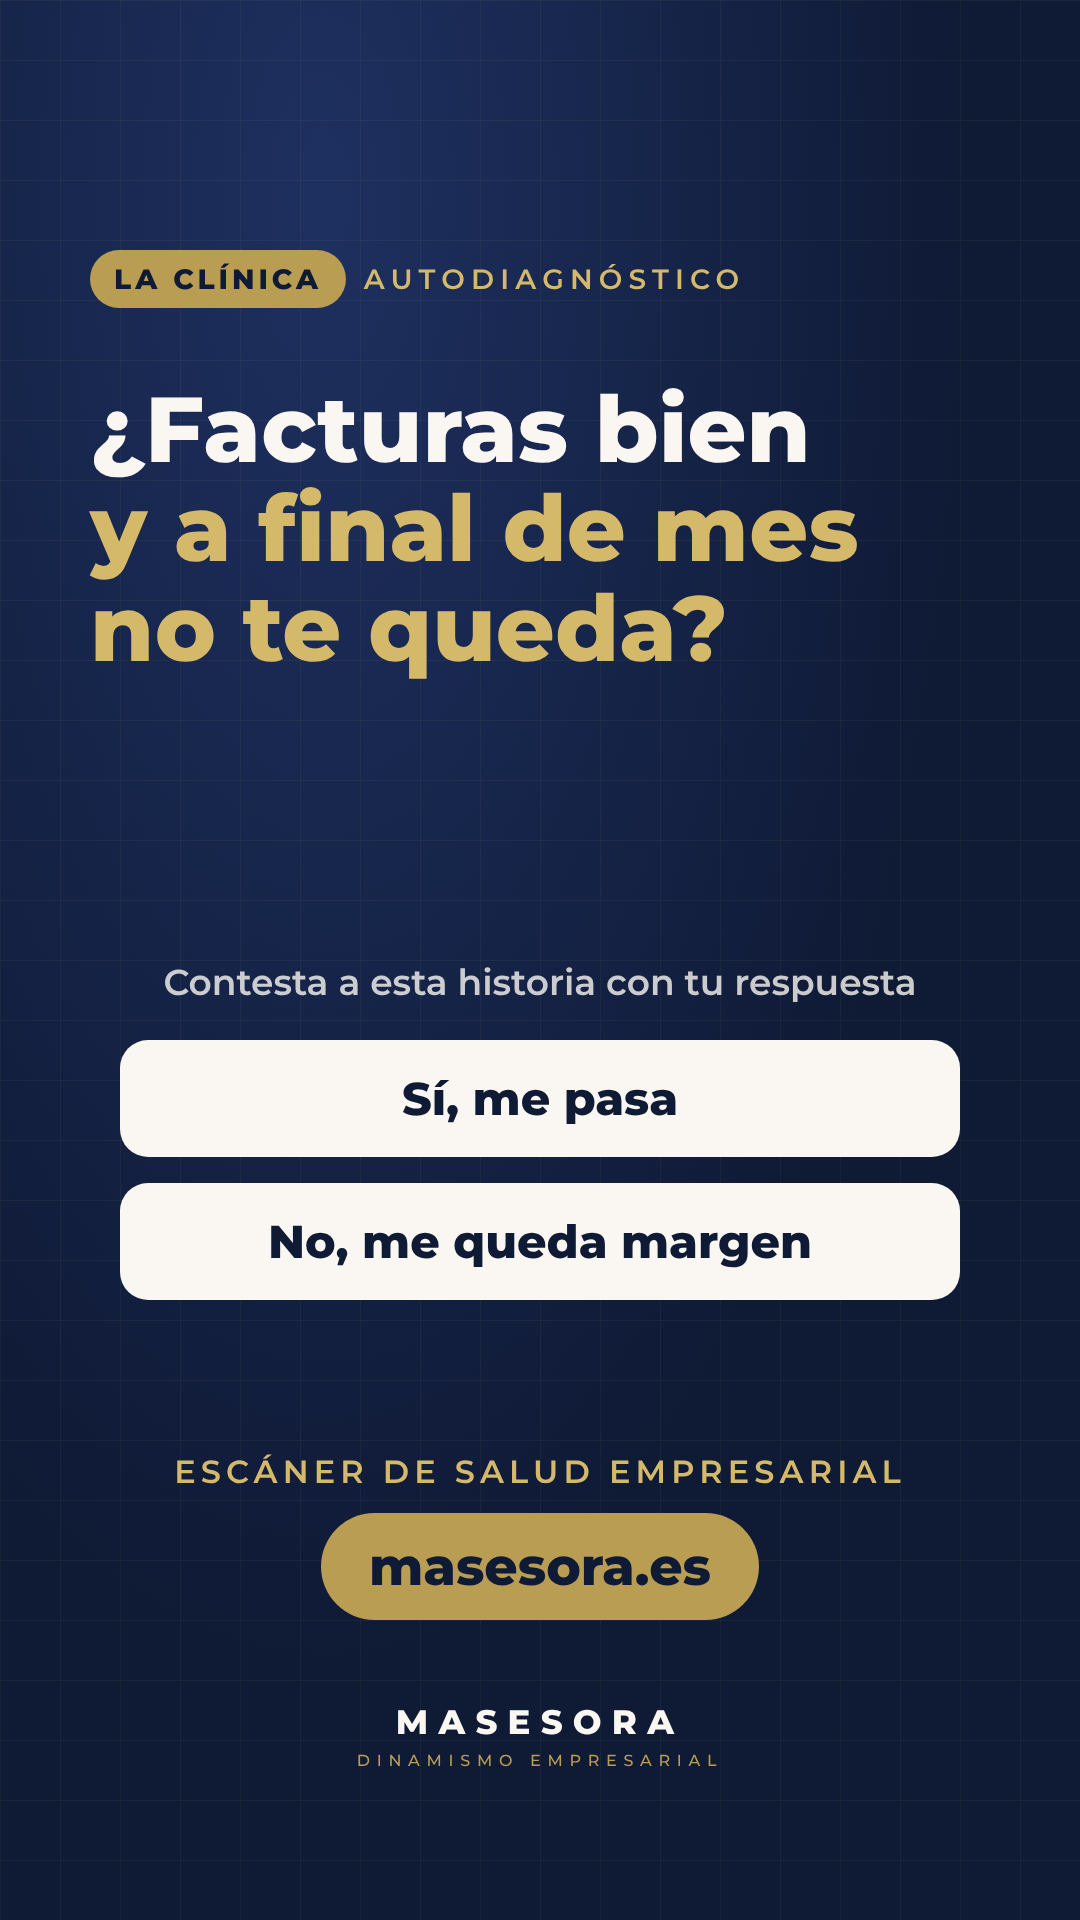 LA CLÍNICA AUTODIAGNÓSTICO
¿Facturas bien
y a final de mes
no te queda?
Contesta a esta historia con tu respuesta
Sí, me pasa
No, me queda margen
ESCÁNER DE SALUD EMPRESARIAL
masesora.es
MASESORA
DINAMISMO EMPRESARIAL